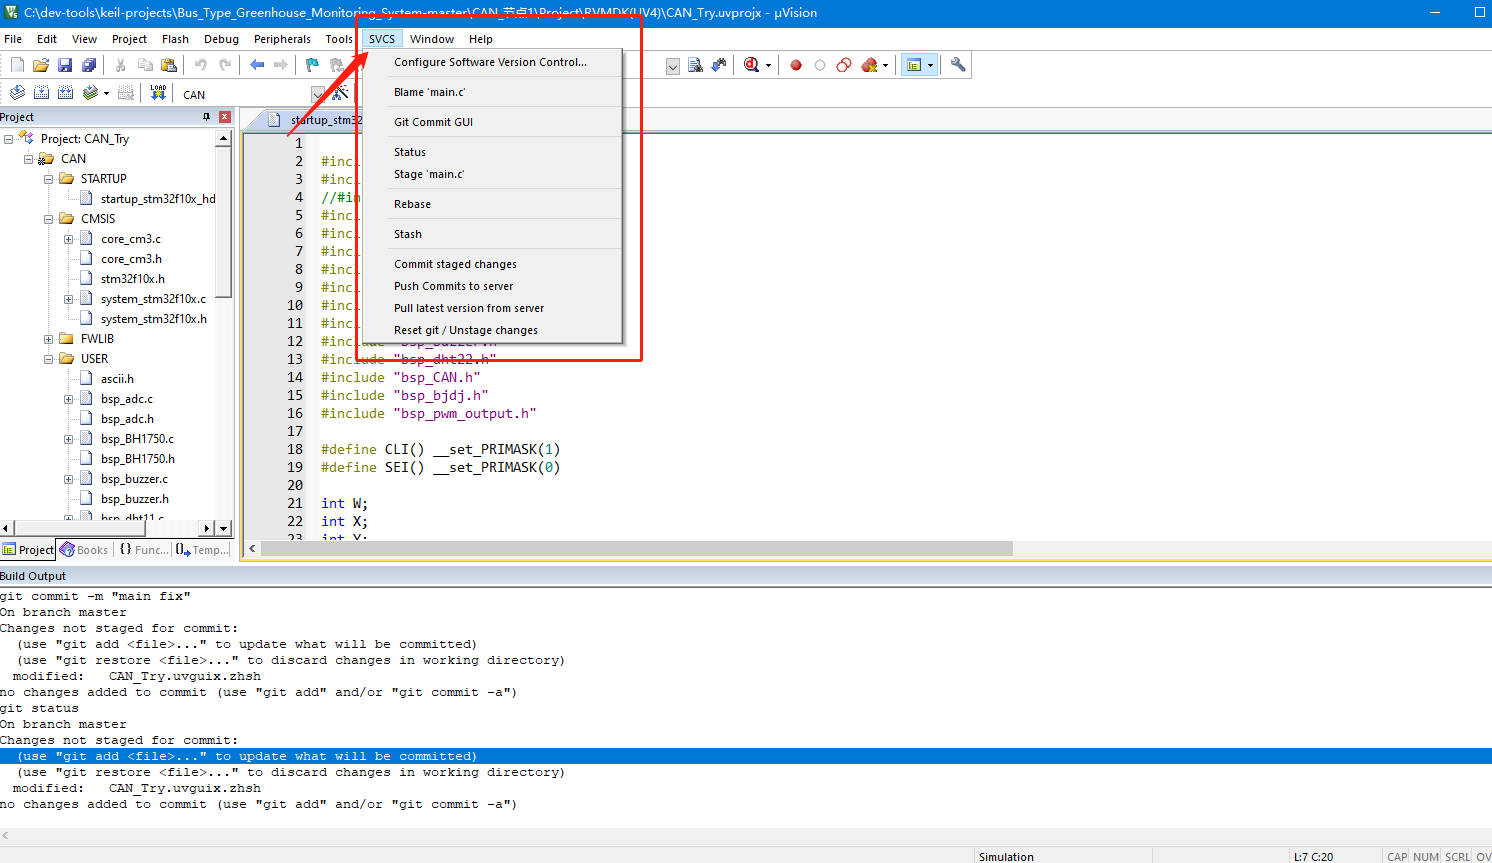 C:\dev-tools\keil-projects\Bus_Type_Greenhouse_Monitoring_System-master\CAN_节点1\Project\RVMDK(UV4)\CAN_Try.uvprojx - µVision
File Edit View Project Flash Debug Peripherals Tools SVCS Window Help
LOAD
CAN
Configure Software Version Control...
Blame 'main.c'
Git Commit GUI
Status
Stage 'main.c'
Rebase
Stash
Commit staged changes
Push Commits to server
Pull latest version from server
Reset git / Unstage changes
Project
Project: CAN_Try
CAN
STARTUP
startup_stm32f10x_hd
CMSIS
core_cm3.c
core_cm3.h
stm32f10x.h
system_stm32f10x.c
system_stm32f10x.h
FWLIB
USER
ascii.h
bsp_adc.c
bsp_adc.h
bsp_BH1750.c
bsp_BH1750.h
bsp_buzzer.c
bsp_buzzer.h
bsp_dht11.c
Project Books {} Func... Temp...
startup_stm32
1
2 #incl
3 #incl
4 //#in
5 #incl
6 #incl
7 #incl
8 #incl
9 #incl
10 #incl
11 #incl
12 #include "bsp_buzzer.h"
13 #include "bsp_dht22.h"
14 #include "bsp_CAN.h"
15 #include "bsp_bjdj.h"
16 #include "bsp_pwm_output.h"
17
18 #define CLI() __set_PRIMASK(1)
19 #define SEI() __set_PRIMASK(0)
20
21 int W;
22 int X;
23 int Y;
Build Output
git commit -m "main fix"
On branch master
Changes not staged for commit:
(use "git add <file>..." to update what will be committed)
(use "git restore <file>..." to discard changes in working directory)
modified: CAN_Try.uvguix.zhsh
no changes added to commit (use "git add" and/or "git commit -a")
git status
On branch master
Changes not staged for commit:
(use "git add <file>..." to update what will be committed)
(use "git restore <file>..." to discard changes in working directory)
modified: CAN_Try.uvguix.zhsh
no changes added to commit (use "git add" and/or "git commit -a")
Simulation L:7 C:20 CAP NUM SCRL OV